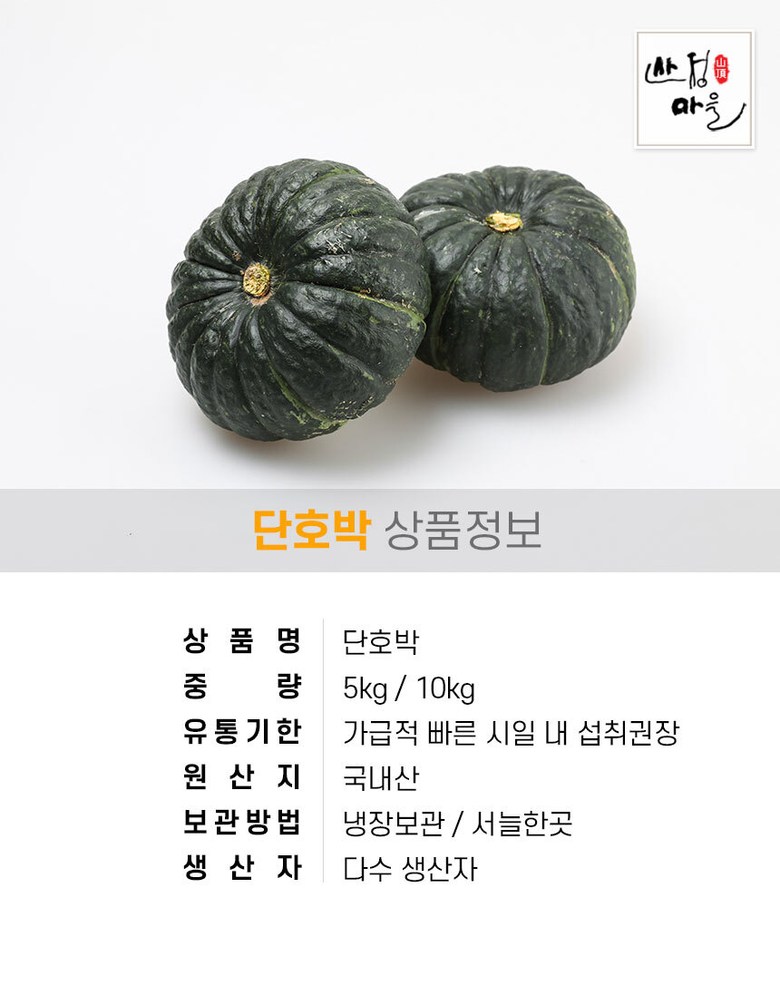 산정
山頂
마을
단호박 상품정보
상품명 단호박
중량 5kg / 10kg
유통기한 가급적 빠른 시일 내 섭취권장
원산지 국내산
보관방법 냉장보관 / 서늘한곳
생산자 다수 생산자